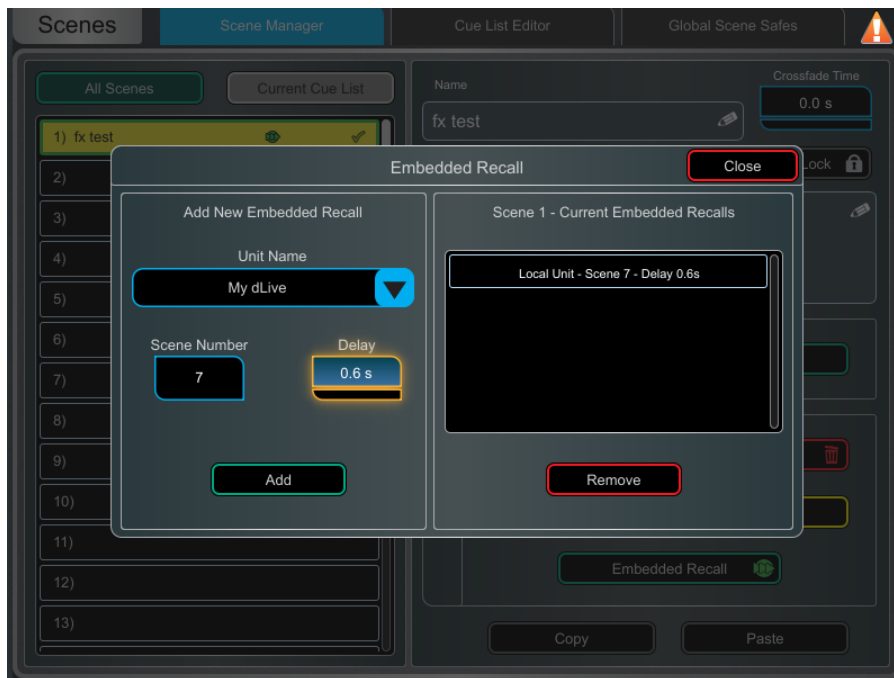 Scenes
Scene Manager
Cue List Editor
Global Scene Safes
All Scenes
Current Cue List
Name
Crossfade Time
0.0 s
fx test
1) fx test
Lock
2)
3)
4)
5)
6)
7)
8)
9)
10)
11)
12)
13)
Embedded Recall
Close
Add New Embedded Recall
Unit Name
My dLive
Scene Number
Delay
7
0.6 s
Add
Scene 1 - Current Embedded Recalls
Local Unit - Scene 7 - Delay 0.6s
Remove
Embedded Recall
Copy
Paste